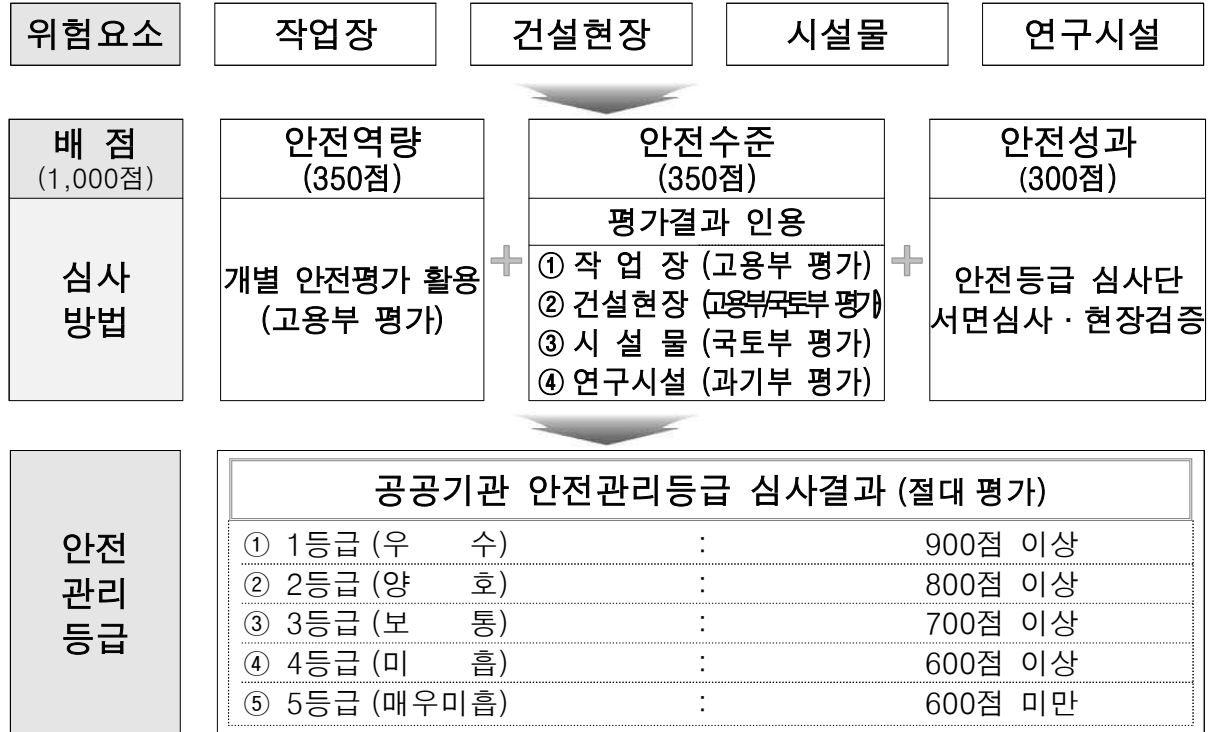 위험요소 작업장 건설현장 시설물 연구시설
배 점
(1,000점)
안전역량
(350점)
안전수준
(350점)
안전성과
(300점)
심사
방법
개별 안전평가 활용
(고용부 평가)
+
평가결과 인용
① 작 업 장 (고용부 평가)
② 건설현장 (고용부/국토부 평가)
③ 시 설 물 (국토부 평가)
④ 연구시설 (과기부 평가)
+
안전등급 심사단
서면심사 · 현장검증
안전
관리
등급
공공기관 안전관리등급 심사결과 (절대 평가)
① 1등급 (우 수) : 900점 이상
② 2등급 (양 호) : 800점 이상
③ 3등급 (보 통) : 700점 이상
④ 4등급 (미 흡) : 600점 이상
⑤ 5등급 (매우미흡) : 600점 미만